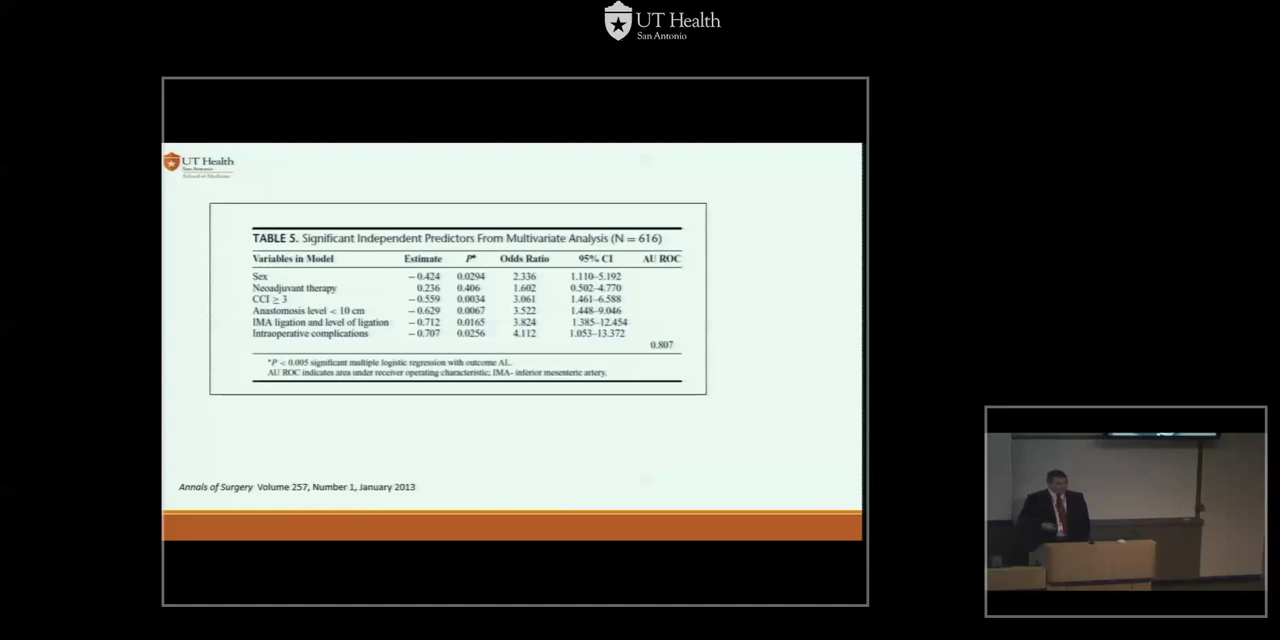 UT Health
San Antonio
UT Health
San Antonio
School of Medicine
TABLE 5. Significant Independent Predictors From Multivariate Analysis (N = 616)
Variables in Model Estimate P* Odds Ratio 95% CI AU ROC
Sex −0.424 0.0294 2.336 1.110–5.192
Neoadjuvant therapy 0.236 0.406 1.602 0.502–4.770
CCI ≥ 3 −0.559 0.0034 3.061 1.461–6.588
Anastomosis level < 10 cm −0.629 0.0067 3.522 1.448–9.046
IMA ligation and level of ligation −0.712 0.0165 3.824 1.385–12.454
Intraoperative complications −0.707 0.0256 4.112 1.053–13.372
0.807
*P < 0.005 significant multiple logistic regression with outcome AL.
AU ROC indicates area under receiver operating characteristic; IMA- inferior mesenteric artery.
Annals of Surgery Volume 257, Number 1, January 2013